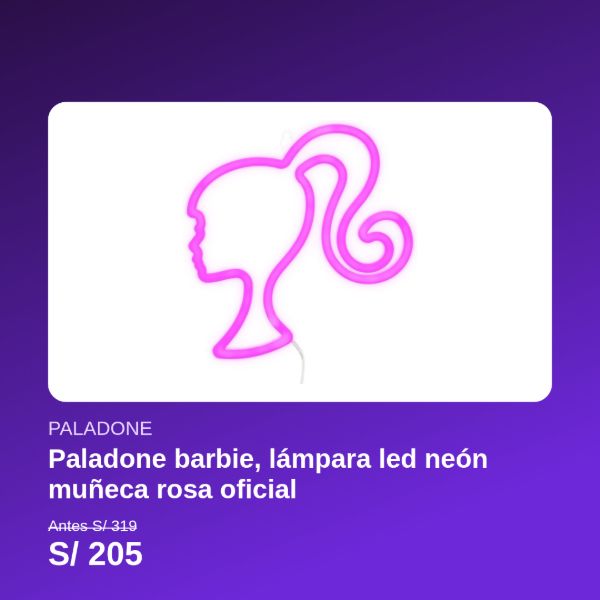 PALADONE
Paladone barbie, lámpara led neón
muñeca rosa oficial
Antes S/ 319
S/ 205